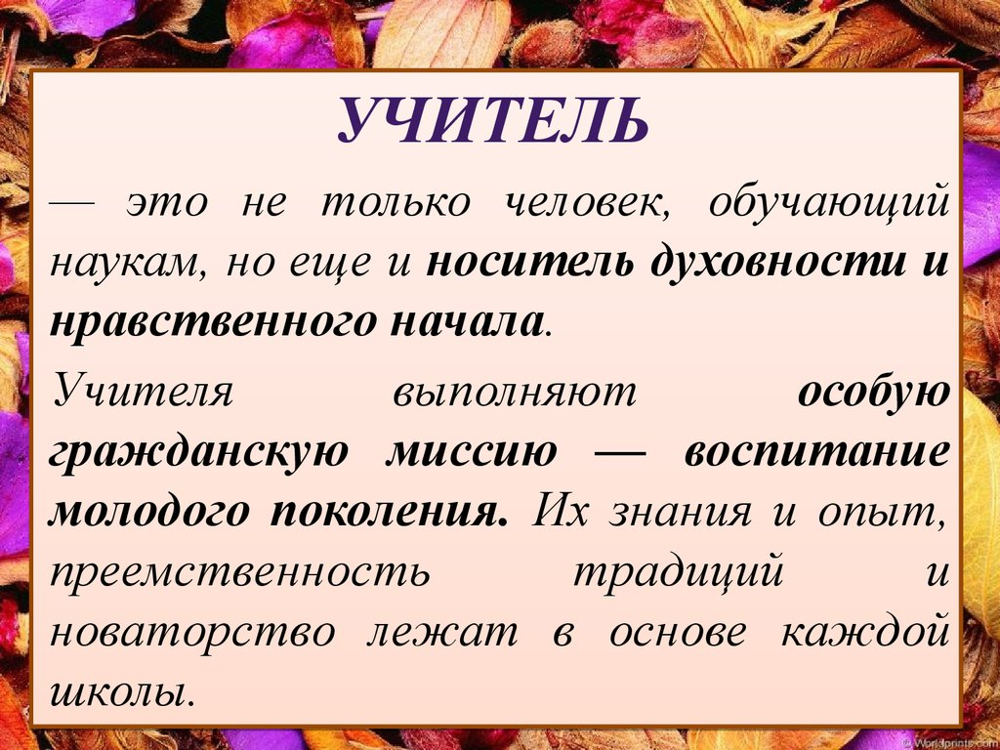 УЧИТЕЛЬ
— это не только человек, обучающий
наукам, но еще и носитель духовности и
нравственного начала.
Учителя выполняют особую
гражданскую миссию — воспитание
молодого поколения. Их знания и опыт,
преемственность традиций и
новаторство лежат в основе каждой
школы.
© Worldprints.com